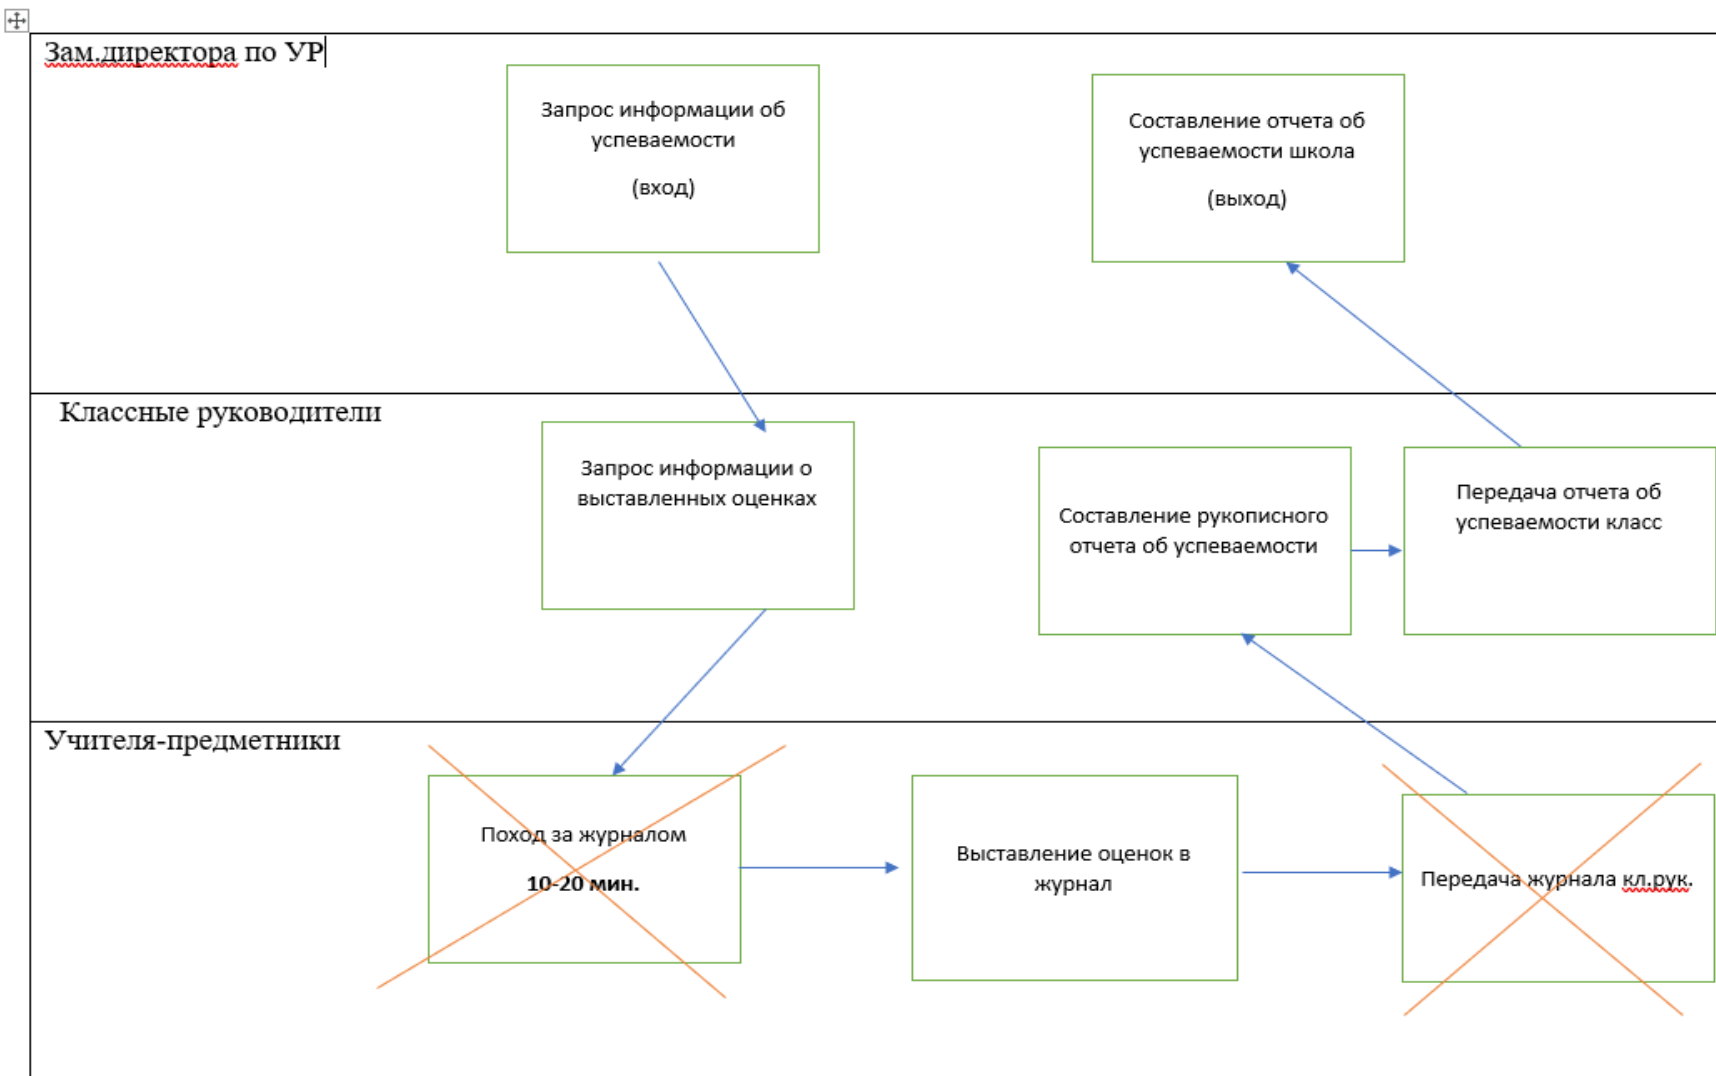 Зам.директора по УР
Запрос информации об
успеваемости
(вход)
Составление отчета об
успеваемости школа
(выход)
Классные руководители
Запрос информации о
выставленных оценках
Составление рукописного
отчета об успеваемости
Передача отчета об
успеваемости класс
Учителя-предметники
Поход за журналом
10-20 мин.
Выставление оценок в
журнал
Передача журнала кл.рук.